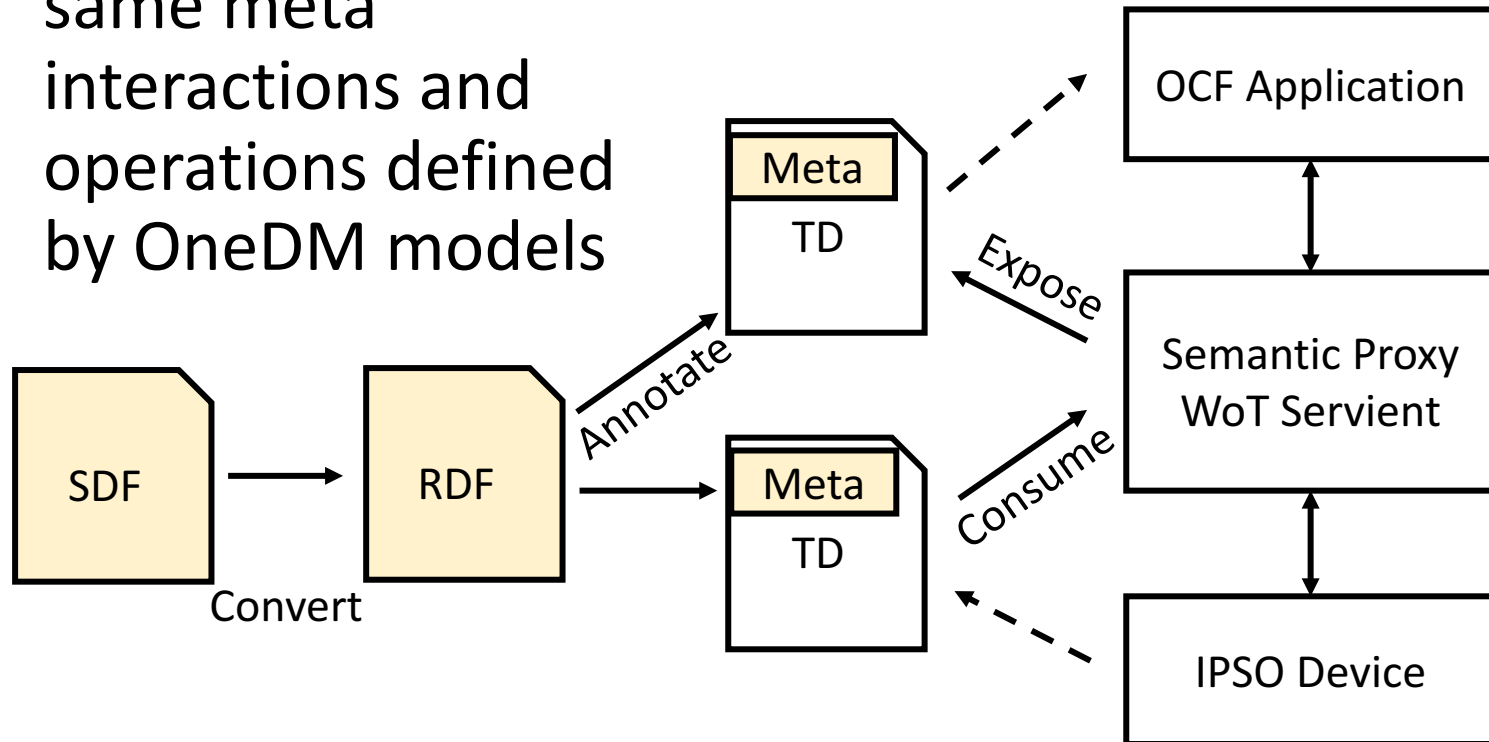 same meta
interactions and
operations defined
by OneDM models
OCF Application
Meta
TD
Expose
Semantic Proxy
WoT Servient
Annotate
SDF
RDF
Meta
TD
Consume
Convert
IPSO Device